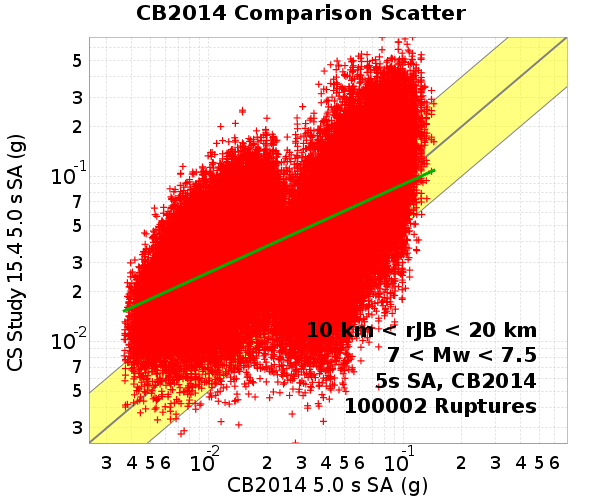 CB2014 Comparison Scatter
CS Study 15.4 5.0 s SA (g)
5
3
2
10-1
7
5
3
2
10-2
7
5
3
10 km < rJB < 20 km
7 < Mw < 7.5
5s SA, CB2014
100002 Ruptures
3 4 5 6 10-2 2 3 4 5 6 10-1 2 3 4 5 6
CB2014 5.0 s SA (g)